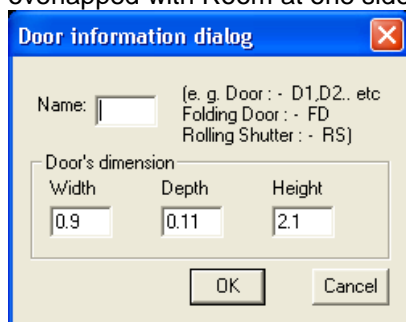 overlapped with Room at one side
Door information dialog
Name:
(e. g. Door : - D1,D2.. etc
Folding Door : - FD
Rolling Shutter : - RS)
Door's dimension
Width Depth Height
0.9 0.11 2.1
OK Cancel